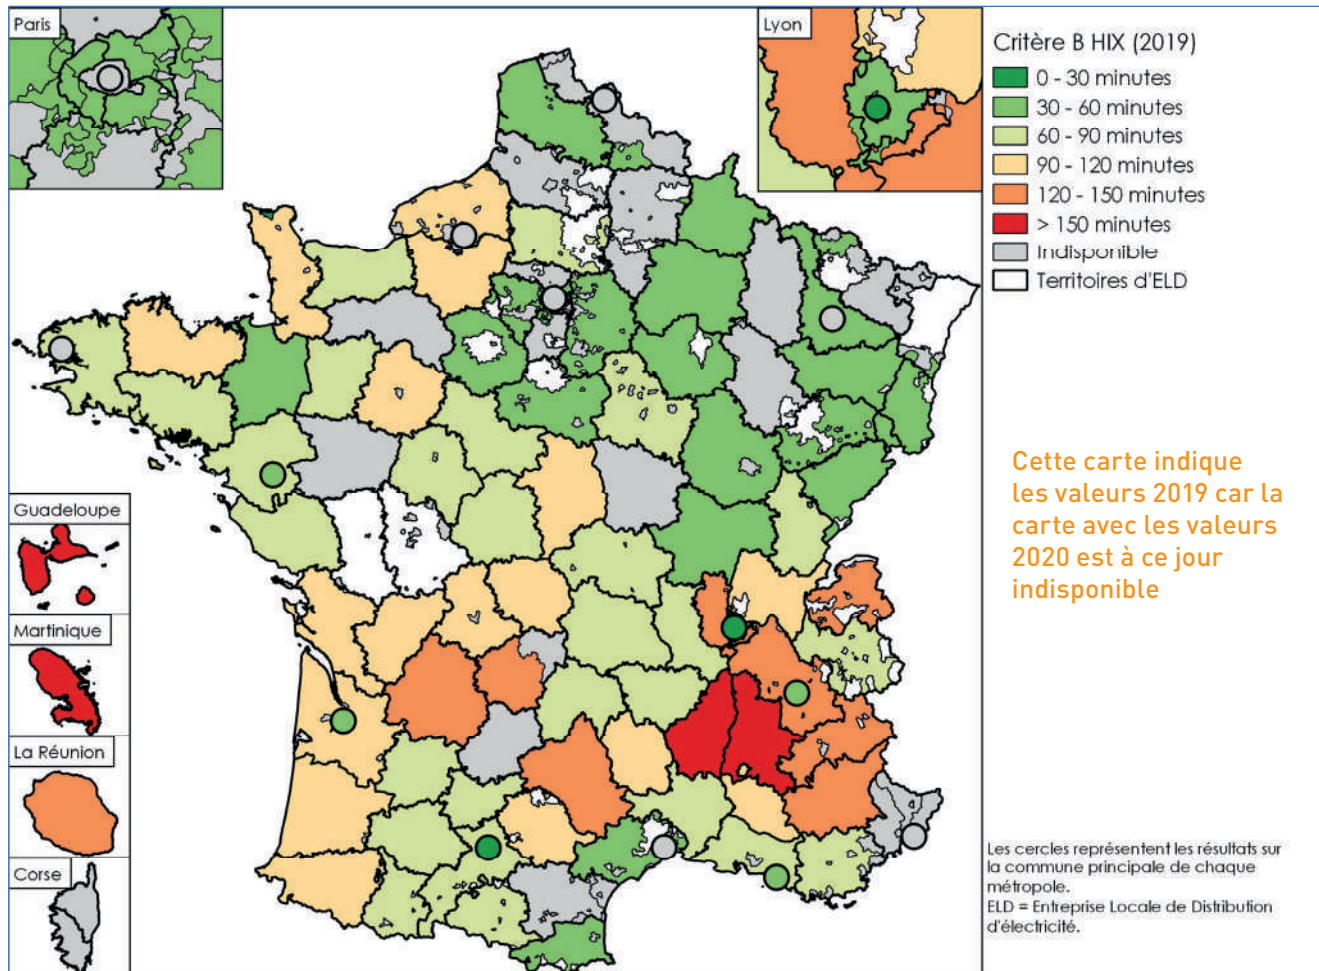 Paris
Lyon
Critère B HIX (2019)
0 - 30 minutes
30 - 60 minutes
60 - 90 minutes
90 - 120 minutes
120 - 150 minutes
> 150 minutes
Indisponible
Territoires d'ELD
Cette carte indique
les valeurs 2019 car la
carte avec les valeurs
2020 est à ce jour
indisponible
Guadeloupe
Martinique
La Réunion
Corse
Les cercles représentent les résultats sur
la commune principale de chaque
métropole.
ELD = Entreprise Locale de Distribution
d'électricité.